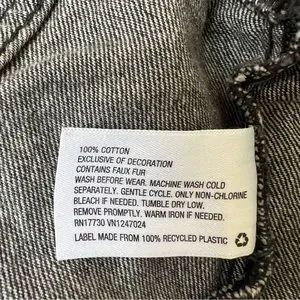 100% COTTON
EXCLUSIVE OF DECORATION
CONTAINS FAUX FUR
WASH BEFORE WEAR. MACHINE WASH COLD
SEPARATELY. GENTLE CYCLE. ONLY NON-CHLORINE
BLEACH IF NEEDED. TUMBLE DRY LOW.
REMOVE PROMPTLY. WARM IRON IF NEEDED.
RN17730 VN1247024
LABEL MADE FROM 100% RECYCLED PLASTIC